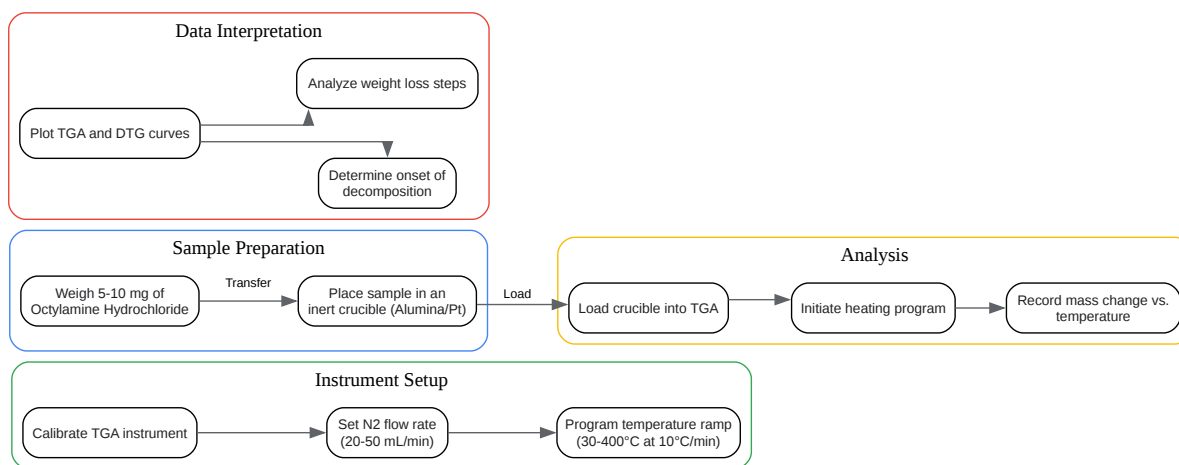 Data Interpretation
Analyze weight loss steps
Plot TGA and DTG curves
Determine onset of
decomposition
Sample Preparation
Weigh 5-10 mg of
Octylamine Hydrochloride
Transfer
Place sample in an
inert crucible (Alumina/Pt)
Load
Analysis
Load crucible into TGA
Initiate heating program
Record mass change vs.
temperature
Instrument Setup
Calibrate TGA instrument
Set N2 flow rate
(20-50 mL/min)
Program temperature ramp
(30-400°C at 10°C/min)